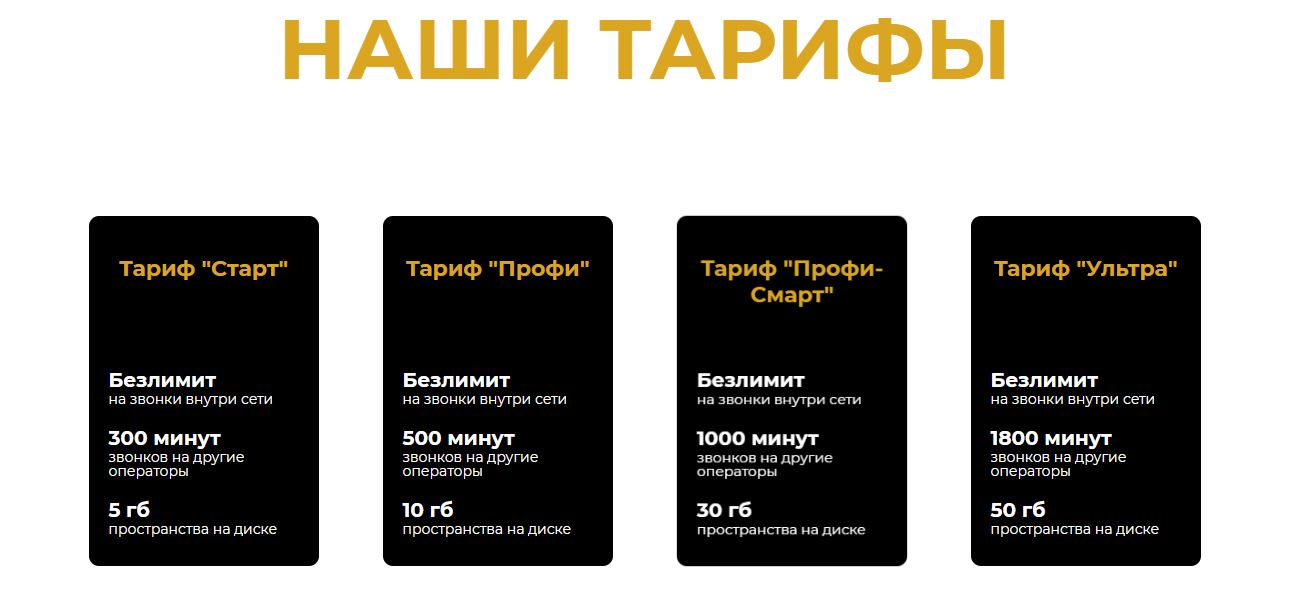 НАШИ ТАРИФЫ
Тариф "Старт"
Безлимит
на звонки внутри сети
300 минут
звонков на другие
операторы
5 гб
пространства на диске
Тариф "Профи"
Безлимит
на звонки внутри сети
500 минут
звонков на другие
операторы
10 гб
пространства на диске
Тариф "Профи-
Смарт"
Безлимит
на звонки внутри сети
1000 минут
звонков на другие
операторы
30 гб
пространства на диске
Тариф "Ультра"
Безлимит
на звонки внутри сети
1800 минут
звонков на другие
операторы
50 гб
пространства на диске